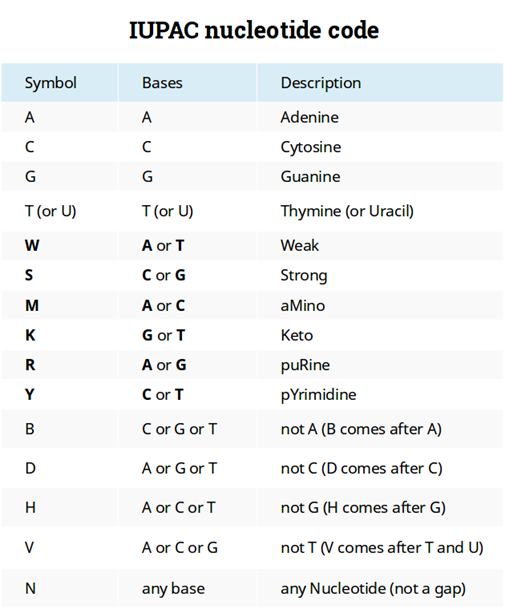 IUPAC nucleotide code
Symbol Bases Description
A A Adenine
C C Cytosine
G G Guanine
T (or U) T (or U) Thymine (or Uracil)
W A or T Weak
S C or G Strong
M A or C aMino
K G or T Keto
R A or G puRine
Y C or T pYrimidine
B C or G or T not A (B comes after A)
D A or G or T not C (D comes after C)
H A or C or T not G (H comes after G)
V A or C or G not T (V comes after T and U)
N any base any Nucleotide (not a gap)